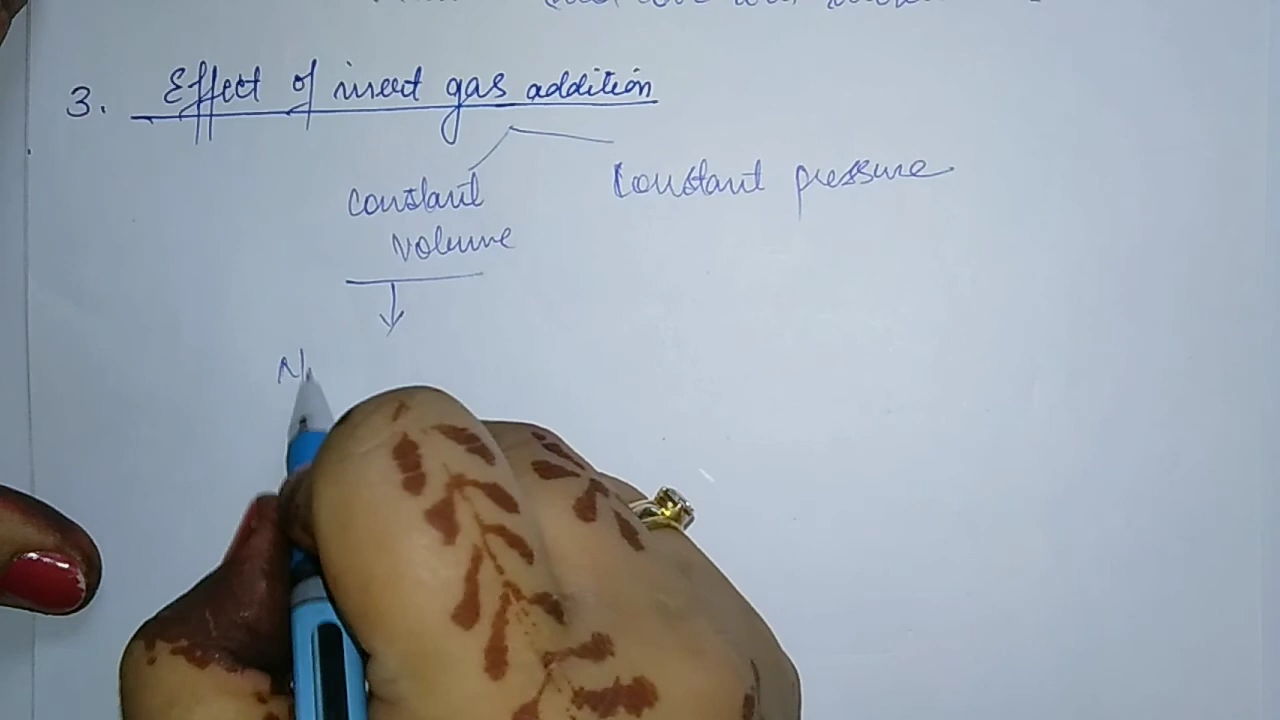 3. Effect of inert gas addition
Constant pressure
constant
volume
N